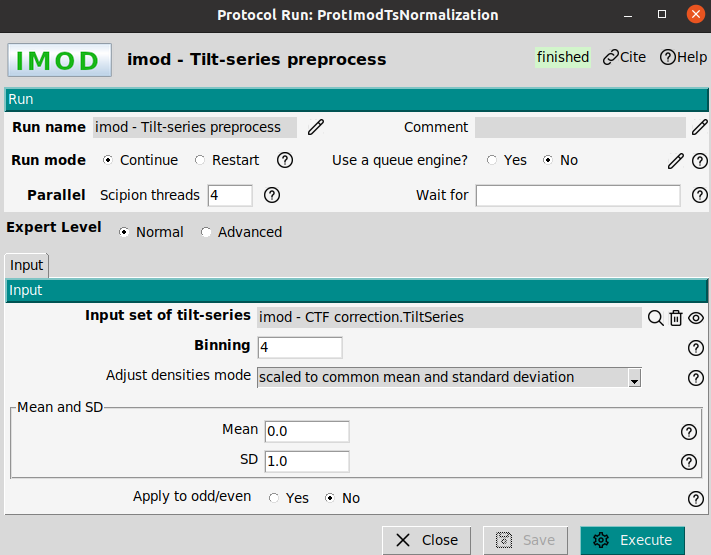 Protocol Run: ProtImodTsNormalization
IMOD imod - Tilt-series preprocess finished Cite Help
Run
Run name imod - Tilt-series preprocess Comment
Run mode Continue Restart Use a queue engine? Yes No
Parallel Scipion threads 4 Wait for
Expert Level Normal Advanced
Input
Input
Input set of tilt-series imod - CTF correction.TiltSeries
Binning 4
Adjust densities mode scaled to common mean and standard deviation
Mean and SD
Mean 0.0
SD 1.0
Apply to odd/even Yes No
Close Save Execute